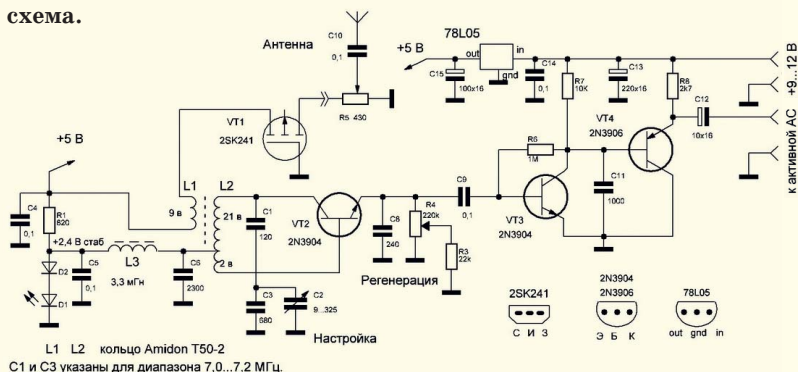 схема.
Антенна
C10
0,1
78L05
+5 В
out
in
gnd
C15
100x16
C14
0,1
R7
10K
C13
220x16
R8
2k7
C12
10x16
+9...12 В
к активной АС
VT1
2SK241
R5 430
VT4
2N3906
R6
1M
C11
1000
+5 В
L1
L2
9 в
21 в
2 в
C4
0,1
R1
820
+2,4 В стаб
D2
D1
C5
0,1
L3
3,3 мГн
C6
2300
C1
120
C3
680
C2
9...325
Настройка
VT2
2N3904
C8
240
R4
220k
R3
22k
Регенерация
C9
0,1
VT3
2N3904
2SK241
С И З
2N3904
2N3906
Э Б К
78L05
out gnd in
L1 L2 кольцо Amidon T50-2
С1 и С3 указаны для диапазона 7,0...7,2 МГц.